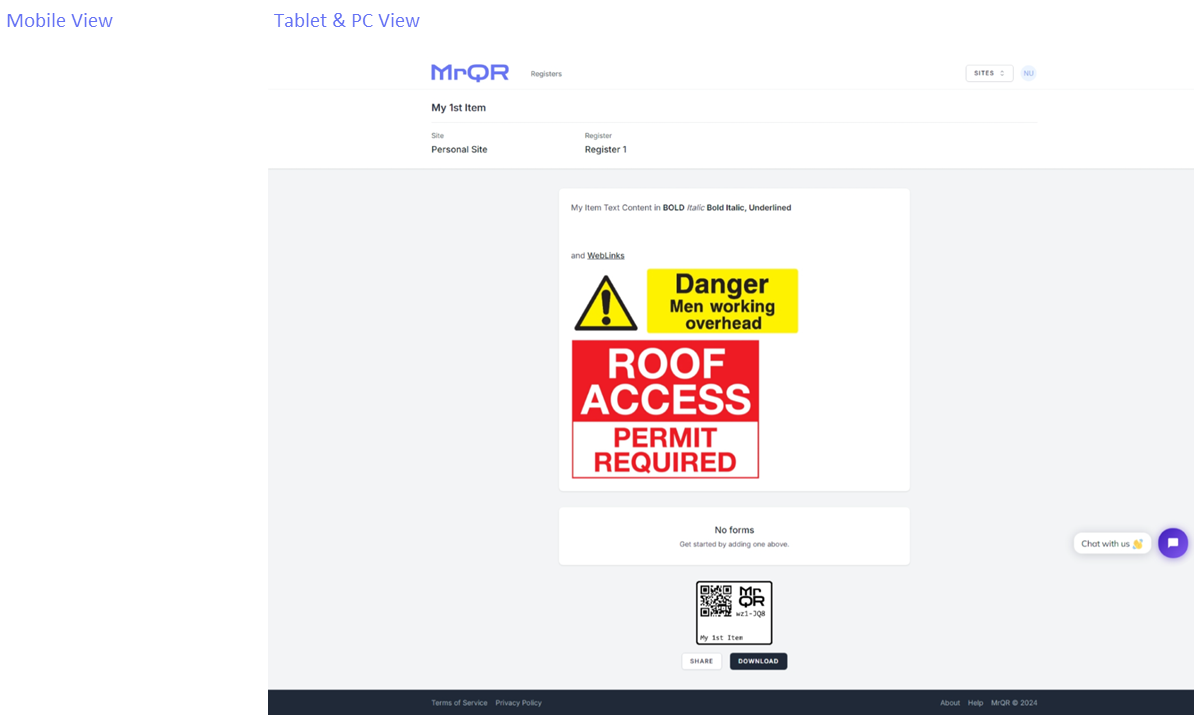 Mobile View
Tablet & PC View
MrQR
Registers
SITES
NU
My 1st Item
Site
Register
Personal Site
Register 1
My Item Text Content in BOLD Italic Bold Italic, Underlined
and WebLinks
Danger
Men working
overhead
ROOF
ACCESS
PERMIT
REQUIRED
No forms
Get started by adding one above.
Chat with us 👋
Mr
QR
wz1-JQ8
My 1st Item
SHARE
DOWNLOAD
Terms of Service
Privacy Policy
About
Help
MrQR © 2024